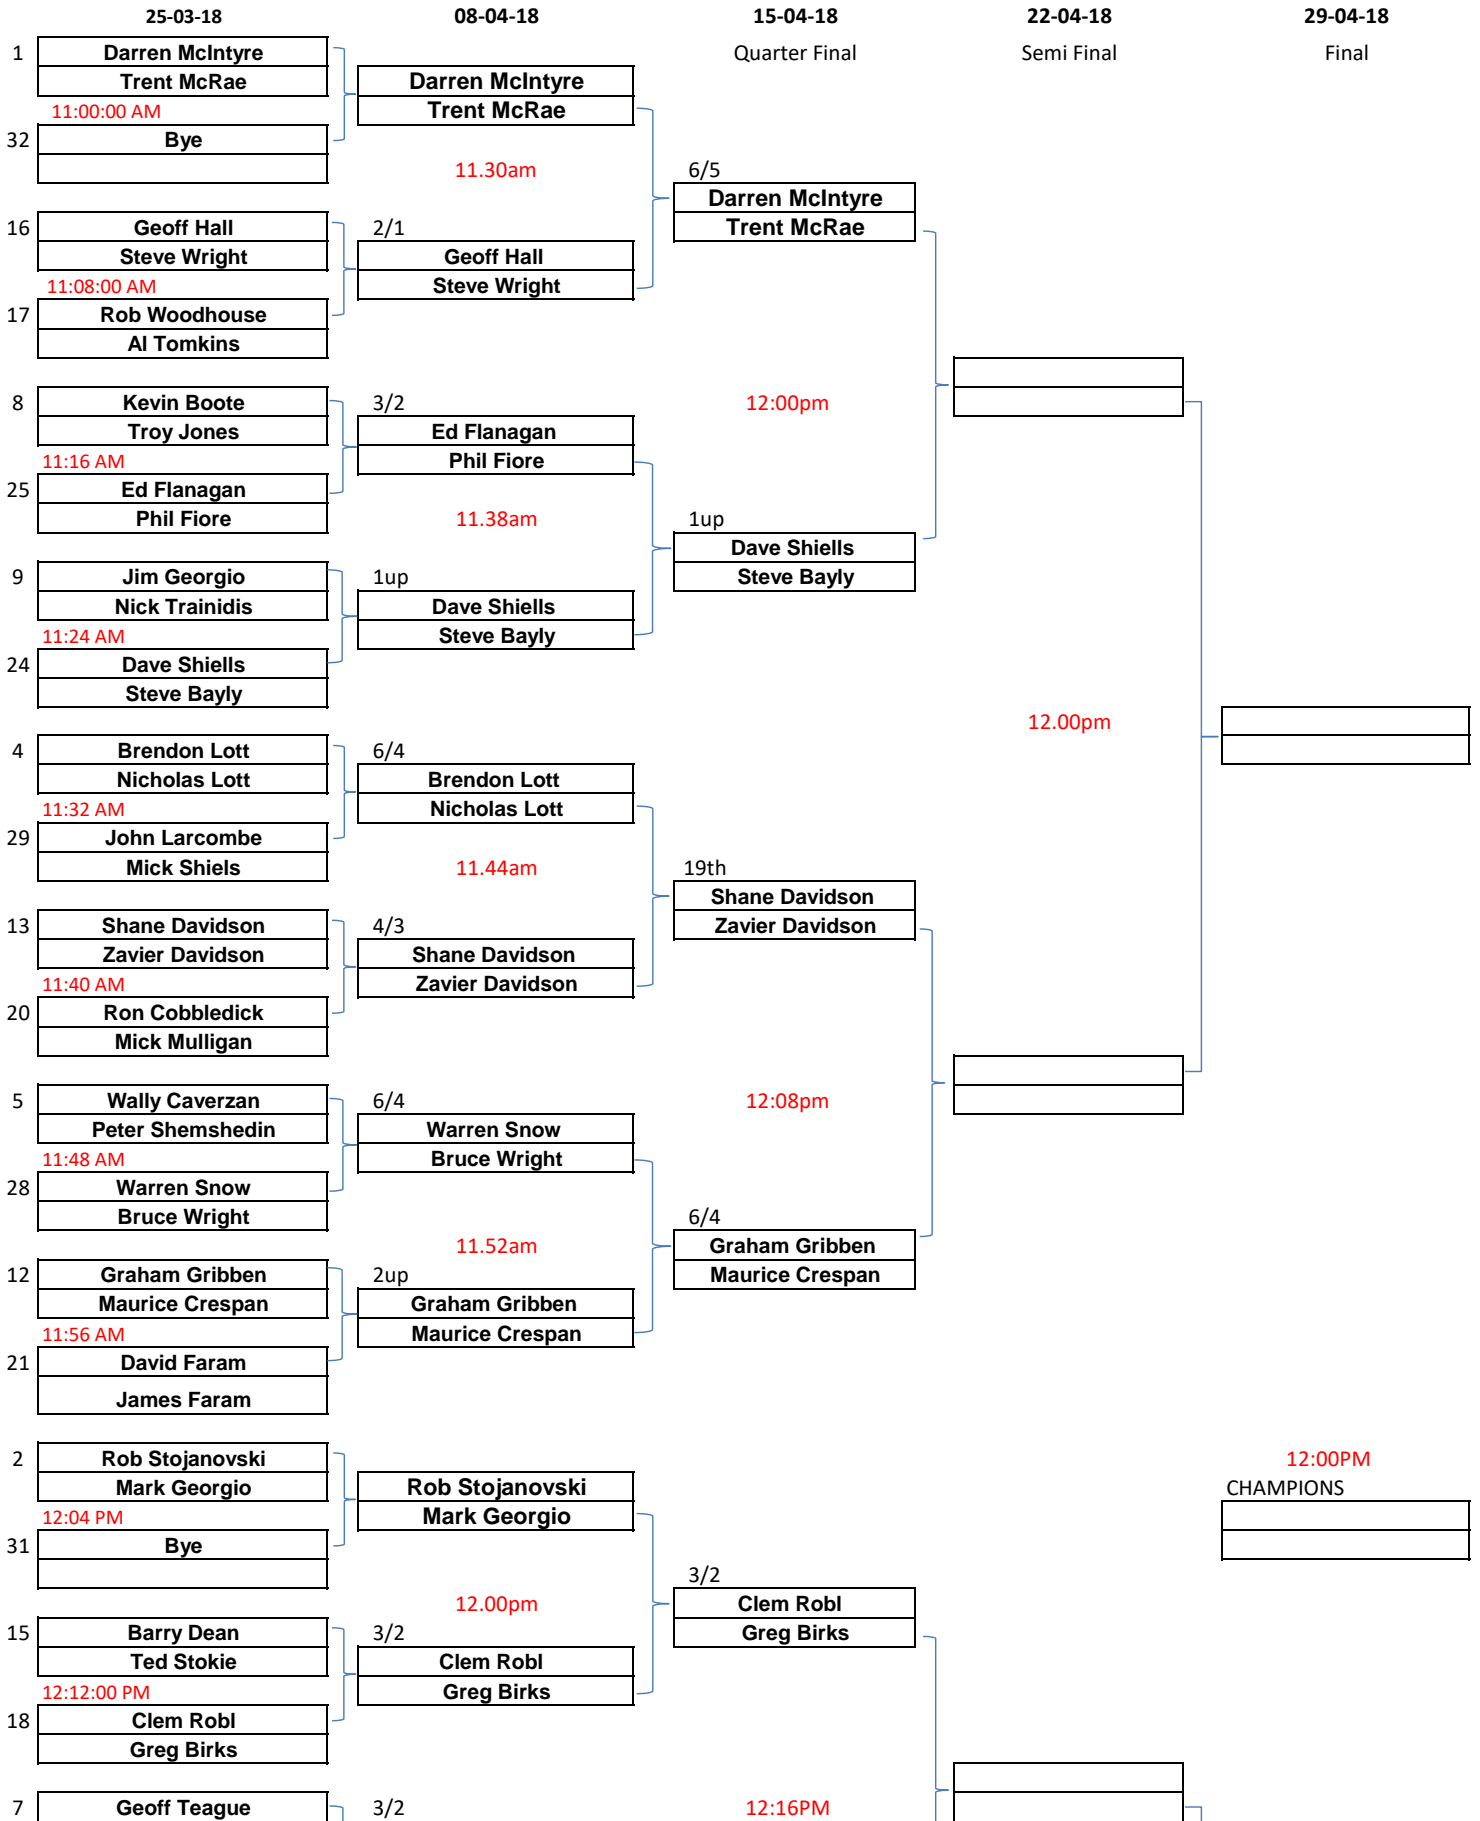 25-03-18 08-04-18 15-04-18 22-04-18 29-04-18
1 Darren McIntyre Quarter Final Semi Final Final
Trent McRae Darren McIntyre
11:00:00 AM Trent McRae
32 Bye
11.30am 6/5
Darren McIntyre
16 Geoff Hall 2/1 Trent McRae
Steve Wright Geoff Hall
11:08:00 AM Steve Wright
17 Rob Woodhouse
Al Tomkins
8 Kevin Boote 3/2 12:00pm
Troy Jones Ed Flanagan
11:16 AM Phil Fiore
25 Ed Flanagan
Phil Fiore 11.38am 1up
Dave Shiells
9 Jim Georgio 1up Steve Bayly
Nick Trainidis Dave Shiells
11:24 AM Steve Bayly
24 Dave Shiells
Steve Bayly
12.00pm
4 Brendon Lott 6/4
Nicholas Lott Brendon Lott
11:32 AM Nicholas Lott
29 John Larcombe
Mick Shiels 11.44am 19th
Shane Davidson
13 Shane Davidson 4/3 Zavier Davidson
Zavier Davidson Shane Davidson
11:40 AM Zavier Davidson
20 Ron Cobbledick
Mick Mulligan
5 Wally Caverzan 6/4 12:08pm
Peter Shemshedin Warren Snow
11:48 AM Bruce Wright
28 Warren Snow
Bruce Wright 6/4
11.52am Graham Gribben
12 Graham Gribben 2up Maurice Crespan
Maurice Crespan Graham Gribben
11:56 AM Maurice Crespan
21 David Faram
James Faram
2 Rob Stojanovski 12:00PM
Mark Georgio Rob Stojanovski CHAMPIONS
12:04 PM Mark Georgio
31 Bye
3/2
12.00pm Clem Robl
15 Barry Dean 3/2 Greg Birks
Ted Stokie Clem Robl
12:12:00 PM Greg Birks
18 Clem Robl
Greg Birks
7 Geoff Teague 3/2 12:16PM